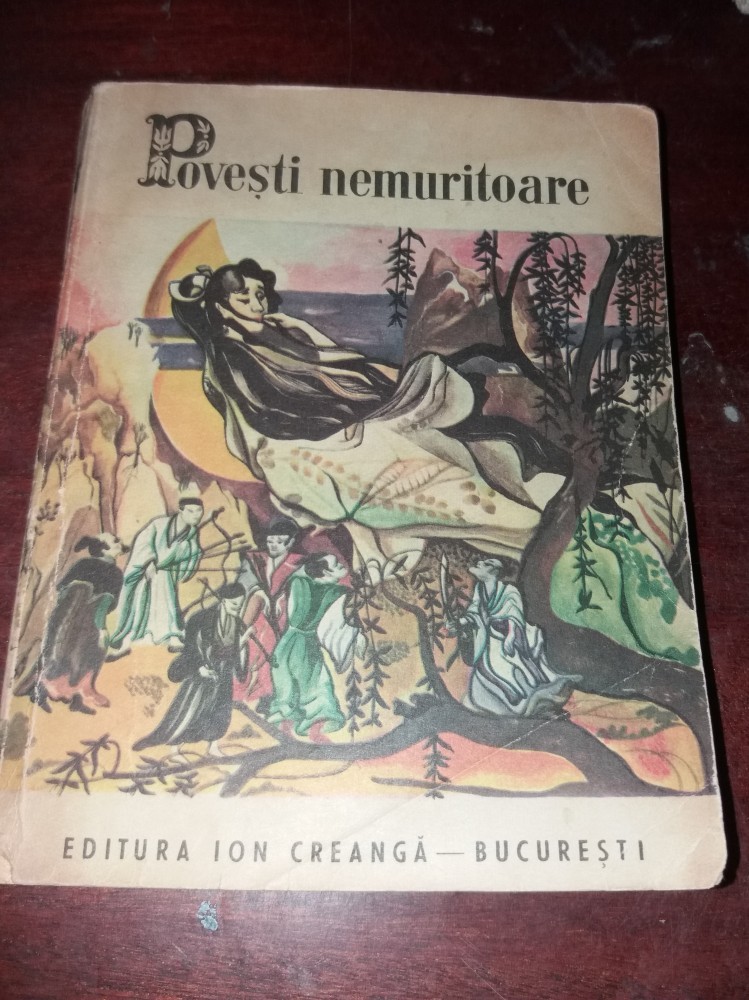 Povești nemuritoare
EDITURA ION CREANGĂ — BUCUREȘTI